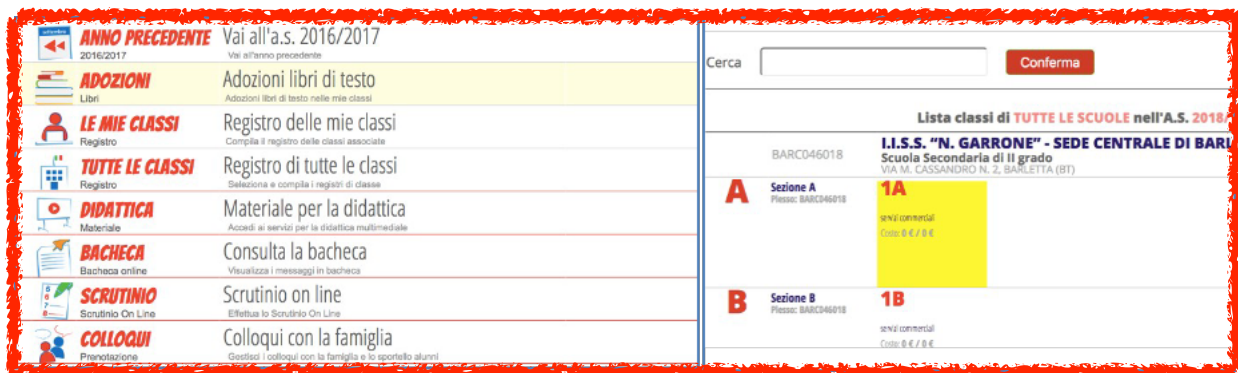 settembre
ANNO PRECEDENTE Vai all'a.s. 2016/2017
2016/2017 Vai all'anno precedente
ADOZIONI Adozioni libri di testo
Libri Adozioni libri di testo nelle mie classi
LE MIE CLASSI Registro delle mie classi
Registro Compila il registro delle classi associate
TUTTE LE CLASSI Registro di tutte le classi
Registro Seleziona e compila i registri di classe
DIDATTICA Materiale per la didattica
Materiale Accedi ai servizi per la didattica multimediale
BACHECA Consulta la bacheca
Bacheca online Visualizza i messaggi in bacheca
SCRUTINIO Scrutinio on line
Scrutinio On Line Effettua lo Scrutinio On Line
COLLOQUI Colloqui con la famiglia
Prenotazione Gestisci i colloqui con la famiglia e lo sportello alunni
Cerca Conferma
Lista classi di TUTTE LE SCUOLE nell'A.S. 2018/
BARC046018 I.I.S.S. “N. GARRONE” - SEDE CENTRALE DI BARL
Scuola Secondaria di II grado
VIA M. CASSANDRO N. 2, BARLETTA (BT)
A Sezione A 1A
Plesso: BARC046018
servizi commerciali
Costo: 0 € / 0 €
B Sezione B 1B
Plesso: BARC046018
servizi commerciali
Costo: 0 € / 0 €